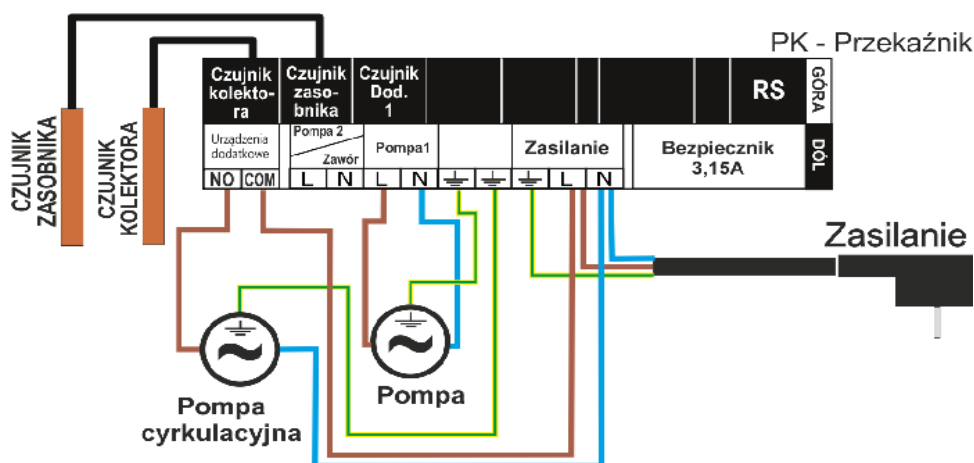 PK - Przekaźnik
Czujnik
kolekto-
ra
Czujnik
zaso-
bnika
Czujnik
Dod.
1
RS
GÓRA
Urządzenia
dodatkowe
Pompa 2
Zawór
Pompa1
Zasilanie
Bezpiecznik
3,15A
DÓL
NO COM L N L N L N
CZUJNIK
ZASOBNIKA
CZUJNIK
KOLEKTORA
Zasilanie
Pompa
cyrkulacyjna
Pompa